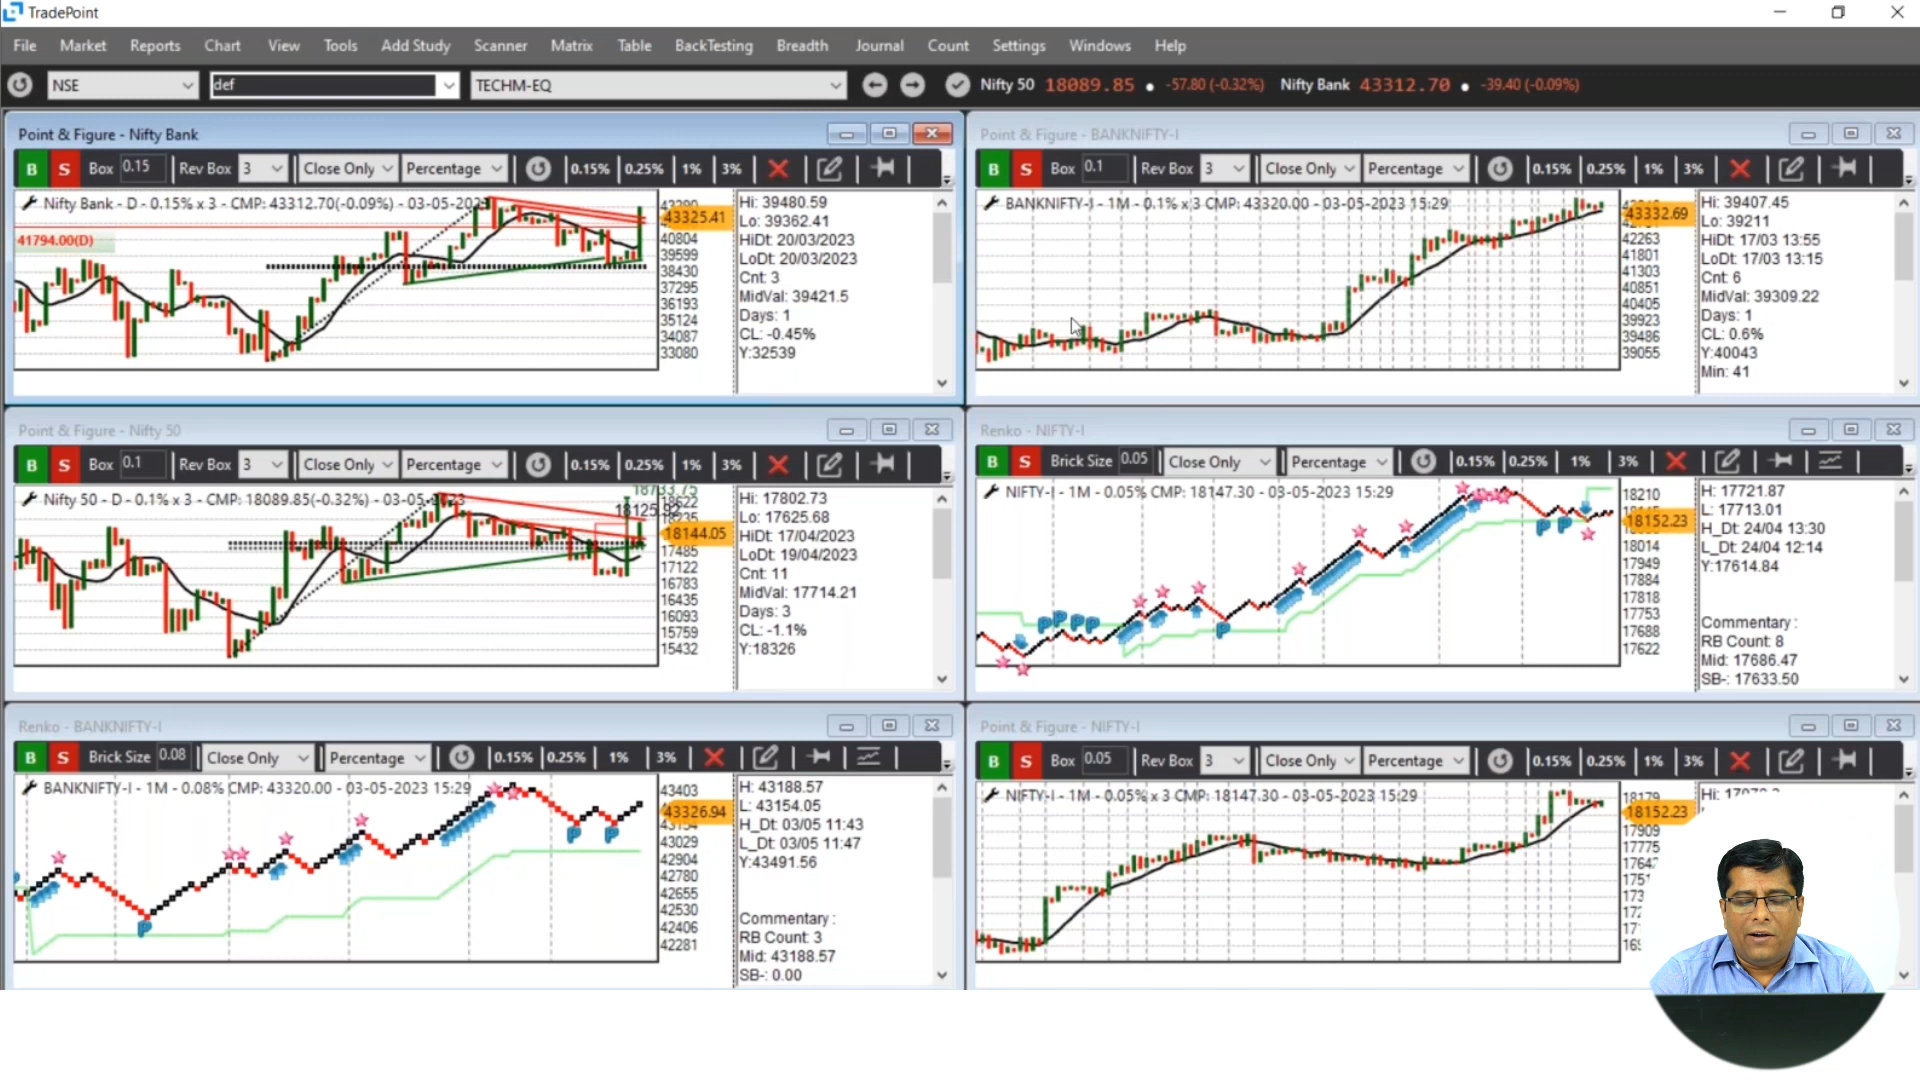 TradePoint
File Market Reports Chart View Tools Add Study Scanner Matrix Table BackTesting Breadth Journal Count Settings Windows Help
NSE def TECHM-EQ Nifty 50 18089.85 ● -57.80 (-0.32%) Nifty Bank 43312.70 ● -39.40 (-0.09%)
Point & Figure - Nifty Bank
B S Box 0.15 Rev Box 3 Close Only Percentage 0.15% 0.25% 1% 3%
Nifty Bank - D - 0.15% x 3 - CMP: 43312.70(-0.09%) - 03-05-2023
41794.00(D)
43325.41
40804
39599
38430
37295
36193
35124
34087
33080
Hi: 39480.59
Lo: 39362.41
HiDt: 20/03/2023
LoDt: 20/03/2023
Cnt: 3
MidVal: 39421.5
Days: 1
CL: -0.45%
Y:32539
Point & Figure - BANKNIFTY-I
B S Box 0.1 Rev Box 3 Close Only Percentage 0.15% 0.25% 1% 3%
BANKNIFTY-I - 1M - 0.1% x 3 CMP: 43320.00 - 03-05-2023 15:29
43332.69
42263
41801
41303
40851
40405
39923
39486
39055
Hi: 39407.45
Lo: 39211
HiDt: 17/03 13:55
LoDt: 17/03 13:15
Cnt: 6
MidVal: 39309.22
Days: 1
CL: 0.6%
Y:40043
Min: 41
Point & Figure - Nifty 50
B S Box 0.1 Rev Box 3 Close Only Percentage 0.15% 0.25% 1% 3%
Nifty 50 - D - 0.1% x 3 - CMP: 18089.85(-0.32%) - 03-05-2023
18622
18235
18144.05
17485
17122
16783
16435
16093
15759
15432
Hi: 17802.73
Lo: 17625.68
HiDt: 17/04/2023
LoDt: 19/04/2023
Cnt: 11
MidVal: 17714.21
Days: 3
CL: -1.1%
Y:18326
Renko - NIFTY-I
B S Brick Size 0.05 Close Only Percentage 0.15% 0.25% 1% 3%
NIFTY-I - 1M - 0.05% CMP: 18147.30 - 03-05-2023 15:29
18210
18152.23
18014
17949
17884
17818
17753
17688
17622
P P P P P P P
H: 17721.87
L: 17713.01
H_Dt: 24/04 13:30
L_Dt: 24/04 12:14
Y:17614.84
Commentary :
RB Count: 8
Mid: 17686.47
SB-: 17633.50
Renko - BANKNIFTY-I
B S Brick Size 0.08 Close Only Percentage 0.15% 0.25% 1% 3%
BANKNIFTY-I - 1M - 0.08% CMP: 43320.00 - 03-05-2023 15:29
43403
43326.94
43154
43029
42904
42780
42655
42530
42406
42281
P P P
H: 43188.57
L: 43154.05
H_Dt: 03/05 11:43
L_Dt: 03/05 11:47
Y:43491.56
Commentary :
RB Count: 3
Mid: 43188.57
SB-: 0.00
Point & Figure - NIFTY-I
B S Box 0.05 Rev Box 3 Close Only Percentage 0.15% 0.25% 1% 3%
NIFTY-I - 1M - 0.05% x 3 CMP: 18147.30 - 03-05-2023 15:29
18179
18152.23
17909
17775
Hi: